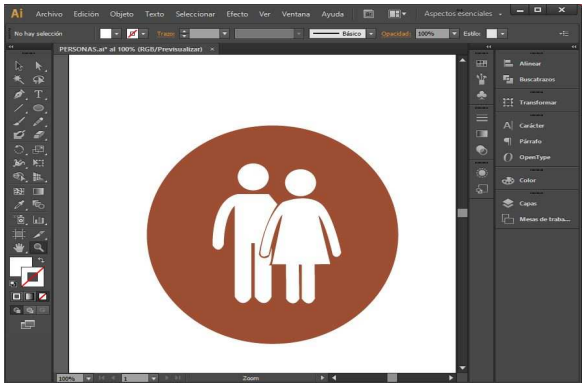 Ai Archivo Edición Objeto Texto Seleccionar Efecto Ver Ventana Ayuda Aspectos esenciales
No hay selección Trazo: Básico Opacidad: 100% Estilo:
PERSONAS.ai* al 100% (RGB/Previsualizar) ×
Alinear
Buscatrazos
Transformar
Carácter
Párrafo
OpenType
Color
Capas
Mesas de traba...
100% 1 Zoom